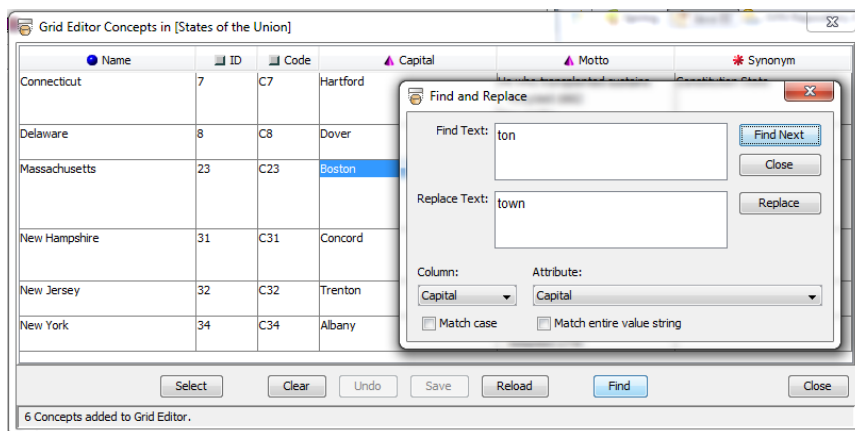 Grid Editor Concepts in [States of the Union]
Name ID Code Capital Motto Synonym
Connecticut 7 C7 Hartford
Find and Replace
Delaware 8 C8 Dover
Find Text: ton Find Next
Close
Massachusetts 23 C23 Boston
Replace Text: town Replace
New Hampshire 31 C31 Concord
Column: Attribute:
New Jersey 32 C32 Trenton
Capital Capital
New York 34 C34 Albany
Match case Match entire value string
Select Clear Undo Save Reload Find Close
6 Concepts added to Grid Editor.